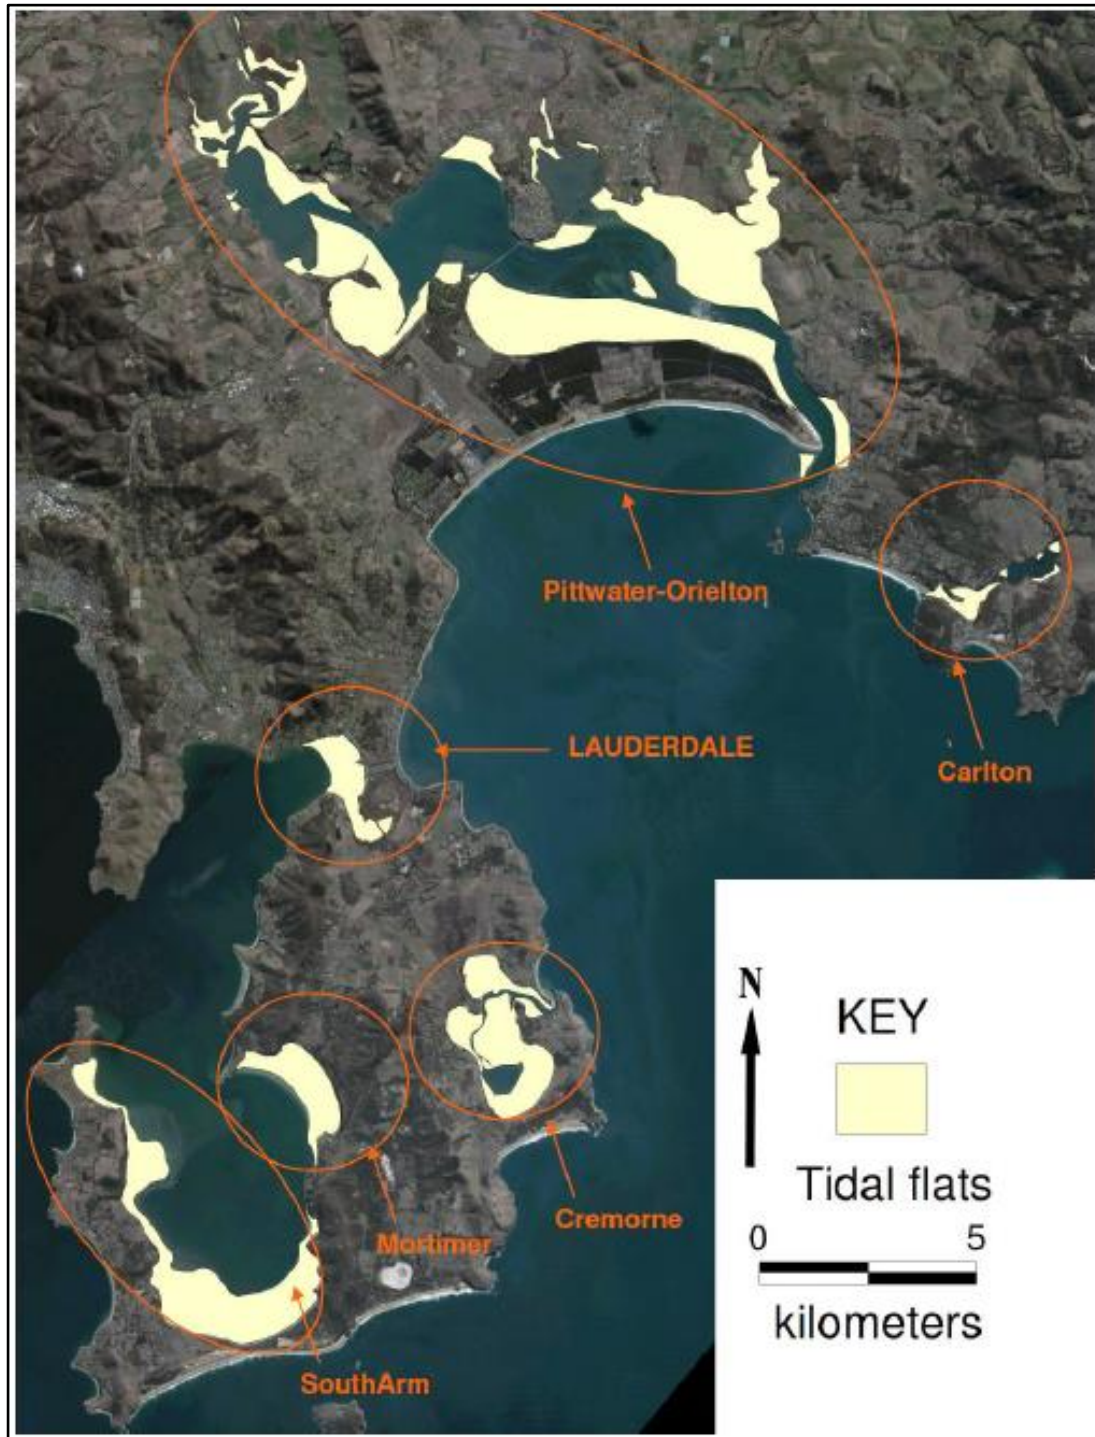 Pittwater-Orielton
LAUDERDALE
Carlton
N
KEY
Tidal flats
0 5
kilometers
Cremorne
Mortimer
SouthArm